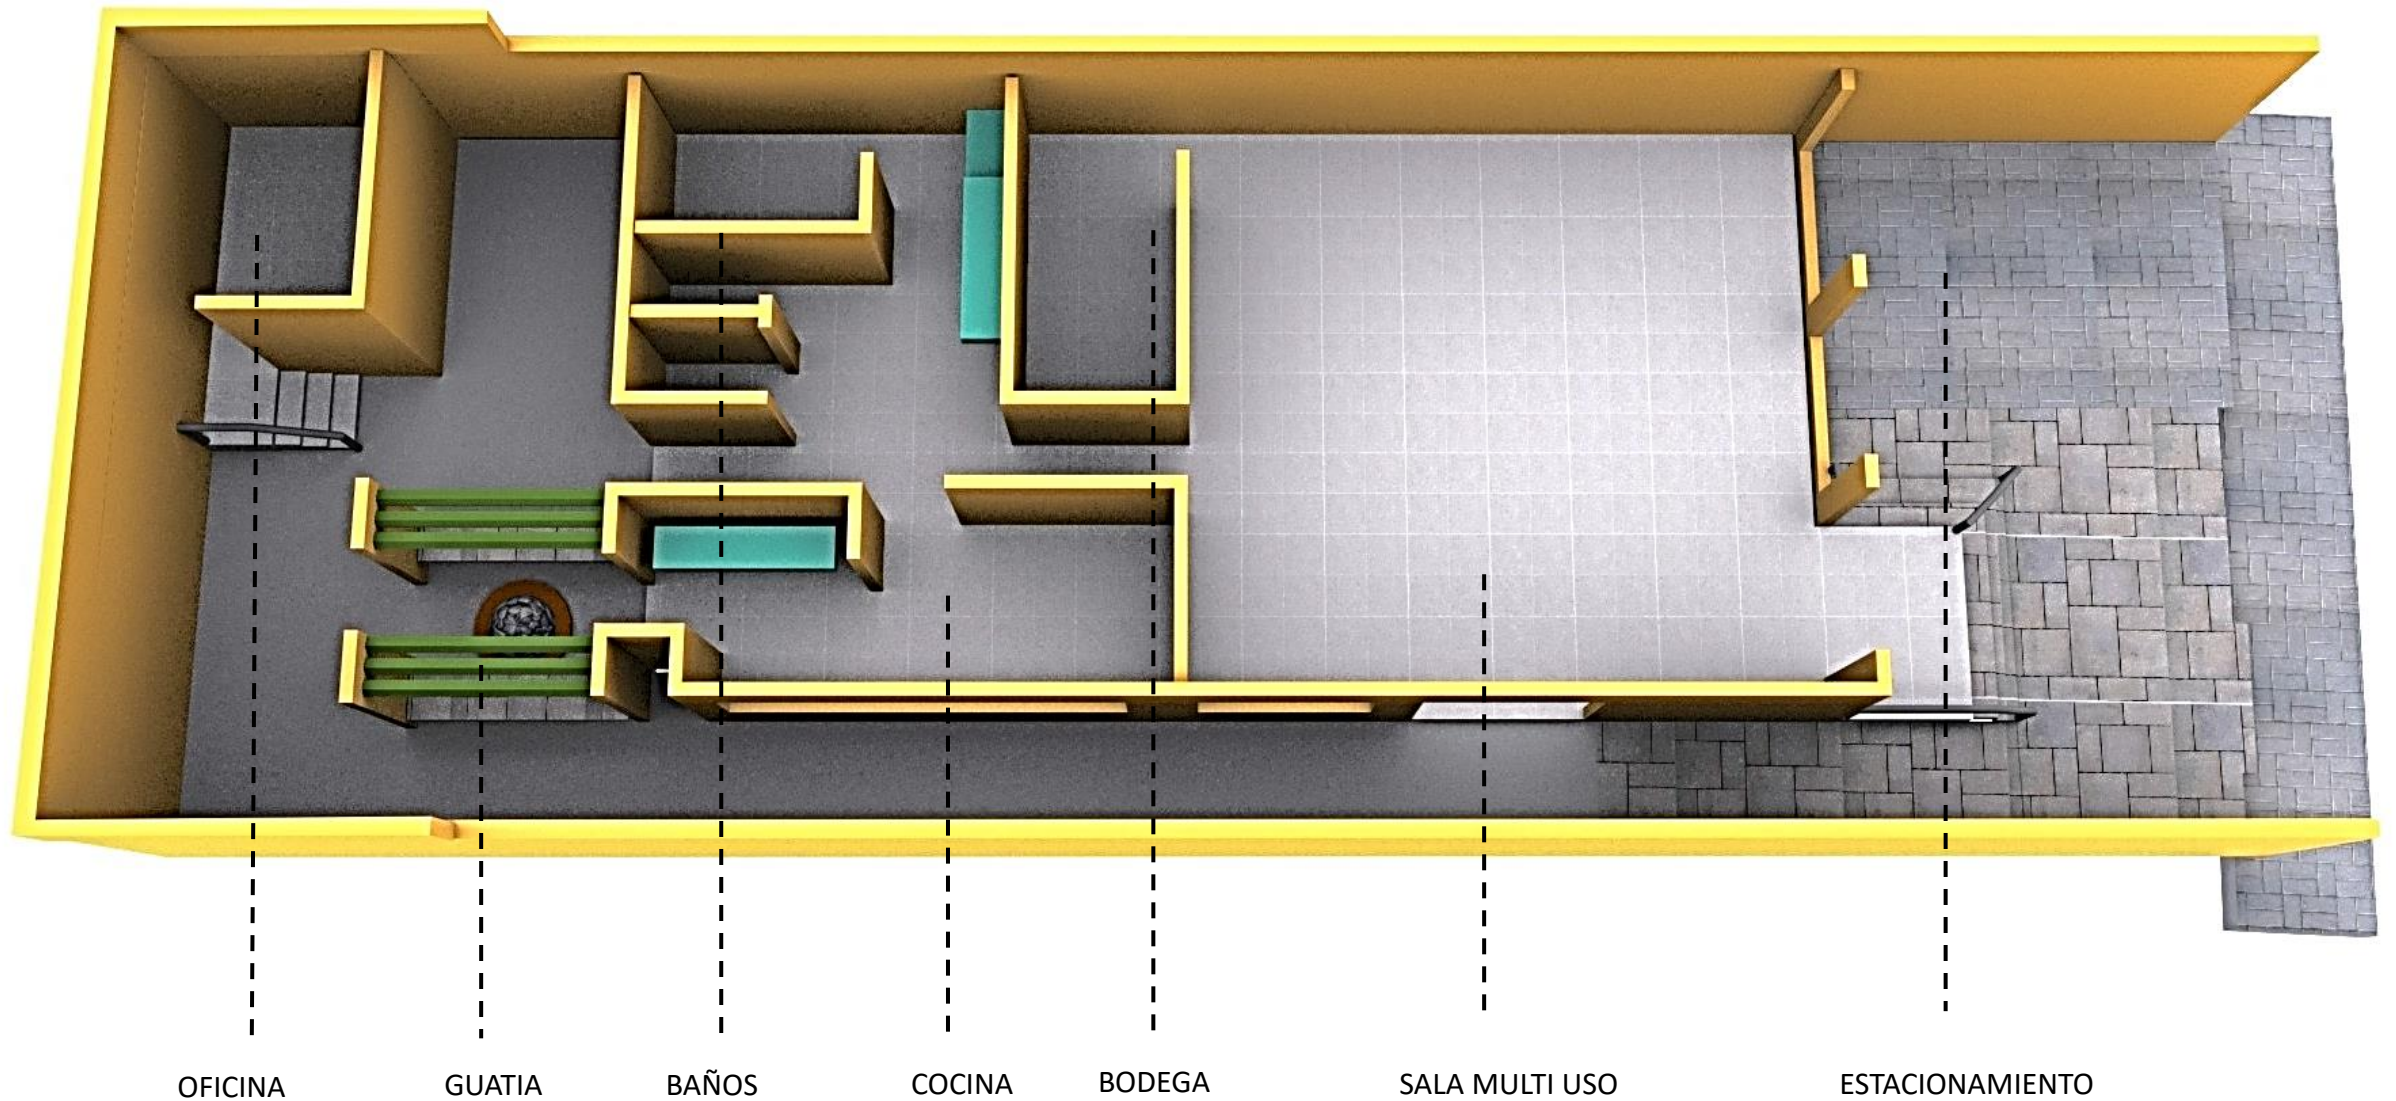 OFICINA
GUATIA
BAÑOS
COCINA
BODEGA
SALA MULTI USO
ESTACIONAMIENTO